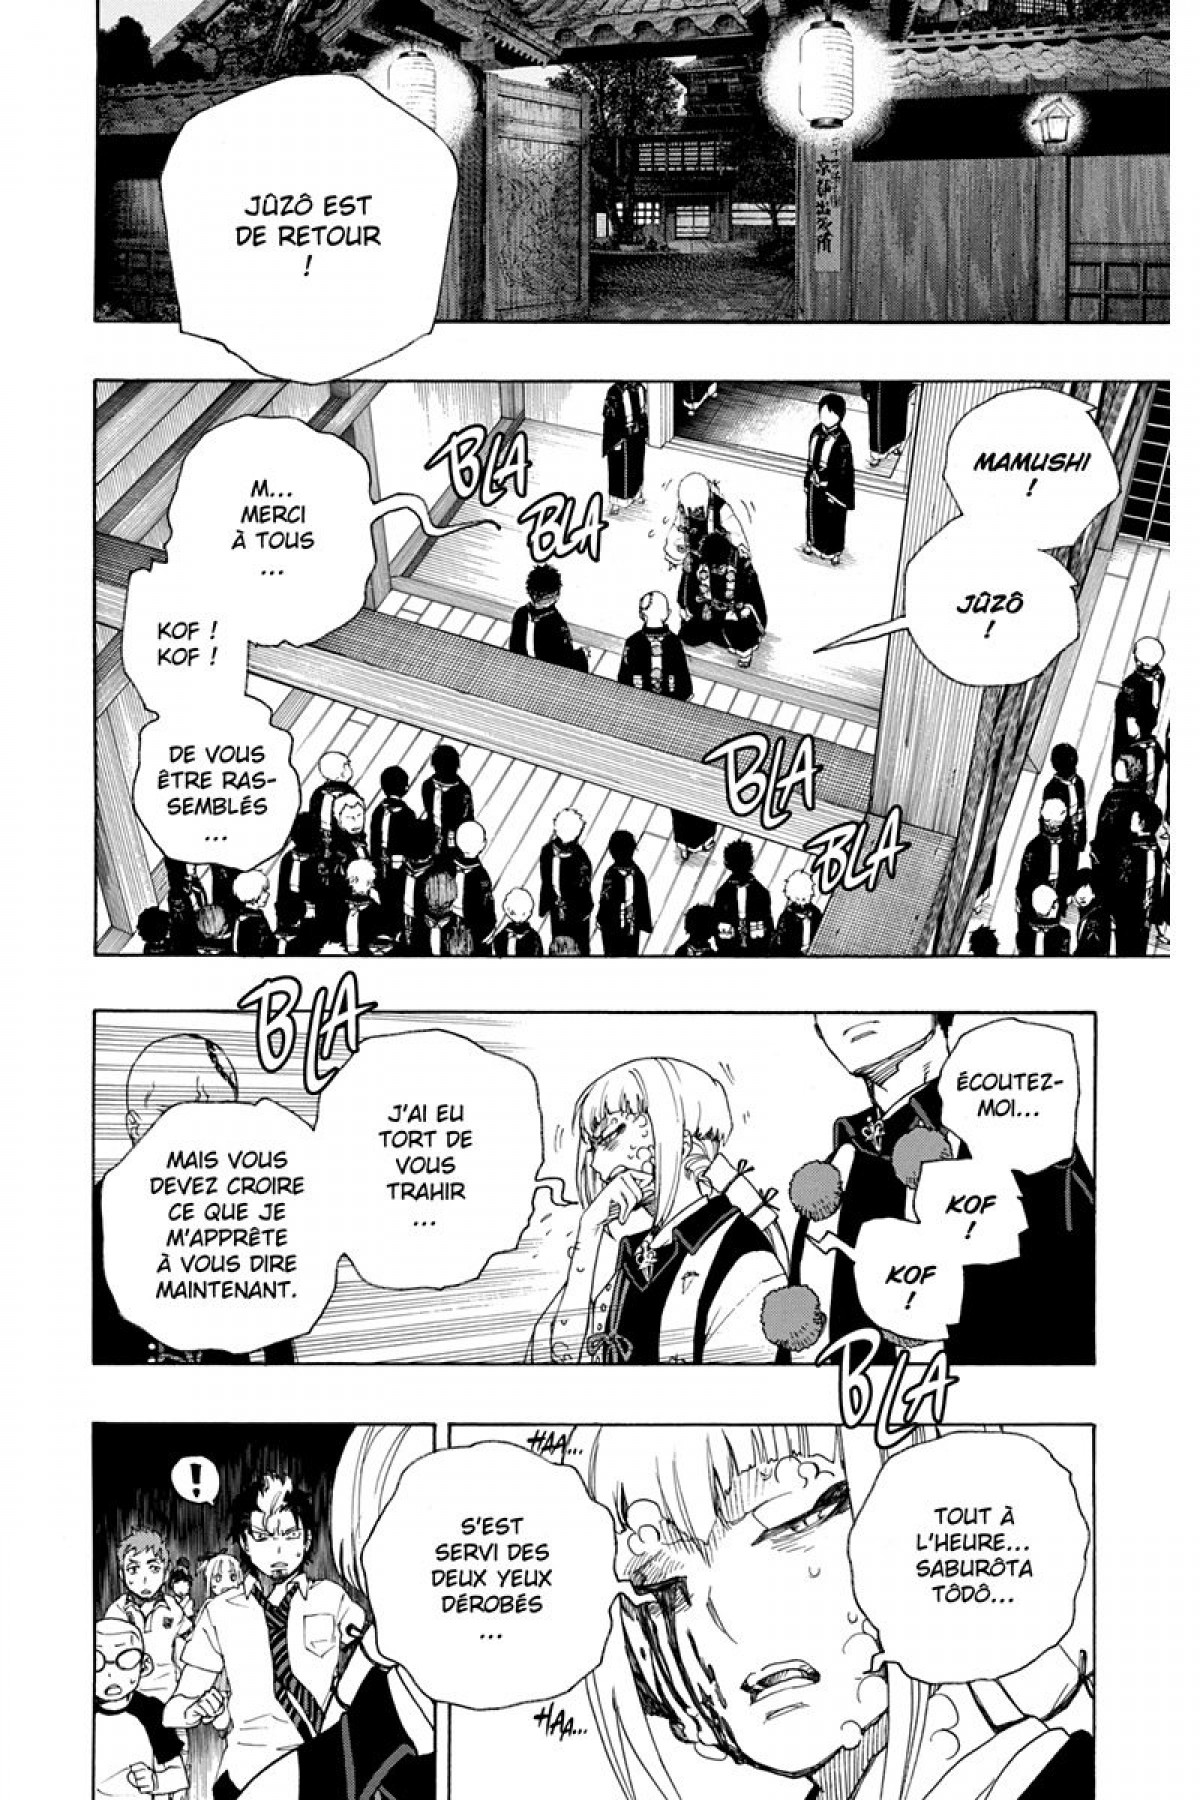 JÛZÔ EST
DE RETOUR
!
MAMUSHI
!
JÛZÔ
!
BLA
BLA
M...
MERCI
À TOUS
...
KOF !
KOF !
DE VOUS
ÊTRE RAS-
SEMBLÉS
...
BLA
BLA
ÉCOUTEZ-
MOI...
KOF
!
KOF
!
J'AI EU
TORT DE
VOUS
TRAHIR
...
BLA
MAIS VOUS
DEVEZ CROIRE
CE QUE JE
M'APPRÊTE
À VOUS DIRE
MAINTENANT.
BLA
TOUT À
L'HEURE...
SABURÔTA
TÔDÔ...
HAA...
S'EST
SERVI DES
DEUX YEUX
DÉROBÉS
...
HAA...
!